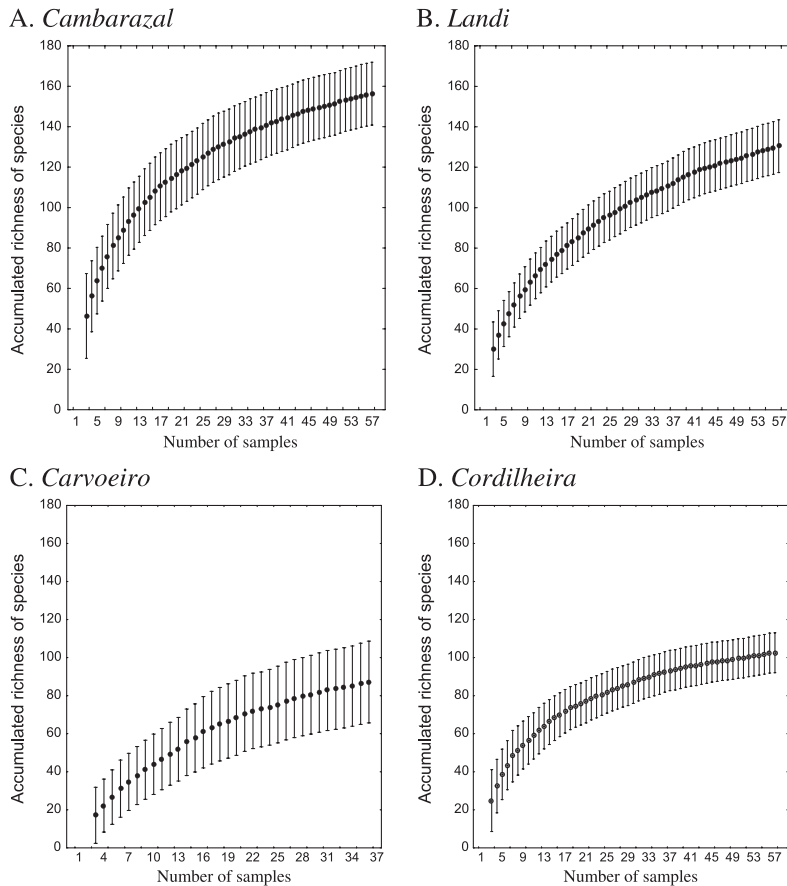 A. Cambarazal
Accumulated richness of species
180
160
140
120
100
80
60
40
20
0
1 5 9 13 17 21 25 29 33 37 41 45 49 53 57
Number of samples
B. Landi
Accumulated richness of species
180
160
140
120
100
80
60
40
20
0
1 5 9 13 17 21 25 29 33 37 41 45 49 53 57
Number of samples
C. Carvoeiro
Accumulated richness of species
180
160
140
120
100
80
60
40
20
0
1 4 7 10 13 16 19 22 25 28 31 34 37
Number of samples
D. Cordilheira
Accumulated richness of species
180
160
140
120
100
80
60
40
20
0
1 5 9 13 17 21 25 29 33 37 41 45 49 53 57
Number of samples